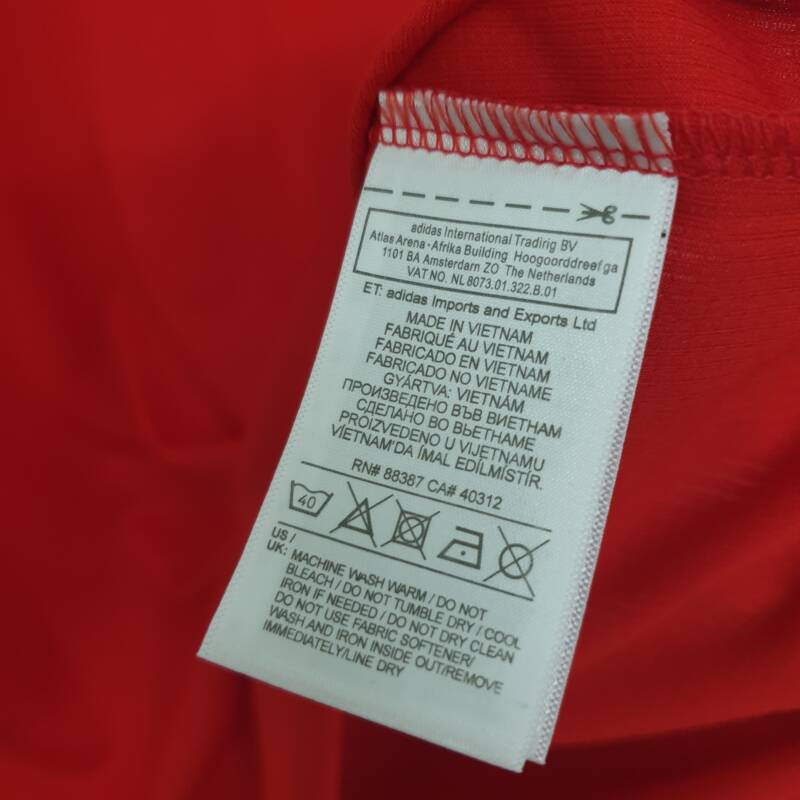 adidas International Tradirig BV
Atlas Arena - Afrika Building Hoogoorddreef ga
1101 BA Amsterdam ZO The Netherlands
VAT NO. NL 8073.01.322.B.01
ET: adidas Imports and Exports Ltd
MADE IN VIETNAM
FABRIQUÉ AU VIETNAM
FABRICADO EN VIETNAM
FABRICADO NO VIETNAME
GYÁRTVA: VIETNÁM
ПРОИЗВЕДЕНО ВЪВ ВИЕТНАМ
СДЕЛАНО ВО ВЬЕТНАМЕ
PROIZVEDENO U VIJETNAMU
VİETNAM'DA İMAL EDİLMİSTİR.
RN# 88387 CA# 40312
40
US /
UK: MACHINE WASH WARM / DO NOT
BLEACH / DO NOT TUMBLE DRY / COOL
IRON IF NEEDED / DO NOT DRY CLEAN
DO NOT USE FABRIC SOFTENER/
WASH AND IRON INSIDE OUT/REMOVE
IMMEDIATELY/LINE DRY